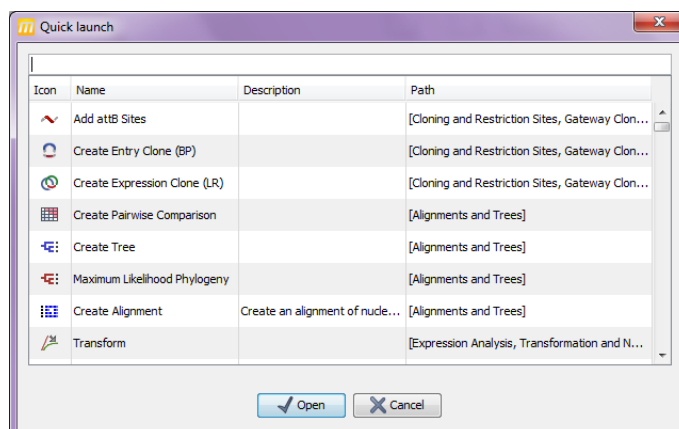 Quick launch
Icon Name Description Path
Add attB Sites [Cloning and Restriction Sites, Gateway Clon...
Create Entry Clone (BP) [Cloning and Restriction Sites, Gateway Clon...
Create Expression Clone (LR) [Cloning and Restriction Sites, Gateway Clon...
Create Pairwise Comparison [Alignments and Trees]
Create Tree [Alignments and Trees]
Maximum Likelihood Phylogeny [Alignments and Trees]
Create Alignment Create an alignment of nucle... [Alignments and Trees]
Transform [Expression Analysis, Transformation and N...
Open Cancel